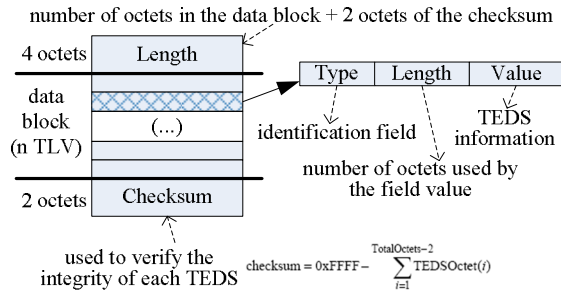 number of octets in the data block + 2 octets of the checksum
4 octets
Length
Type
Length
Value
data
block
(n TLV)
(...)
identification field
TEDS
information
number of octets used by
the field value
2 octets
Checksum
used to verify the
integrity of each TEDS
checksum = 0xFFFF− ∑ TEDSOctet(i)
TotalOctets−2
i=1